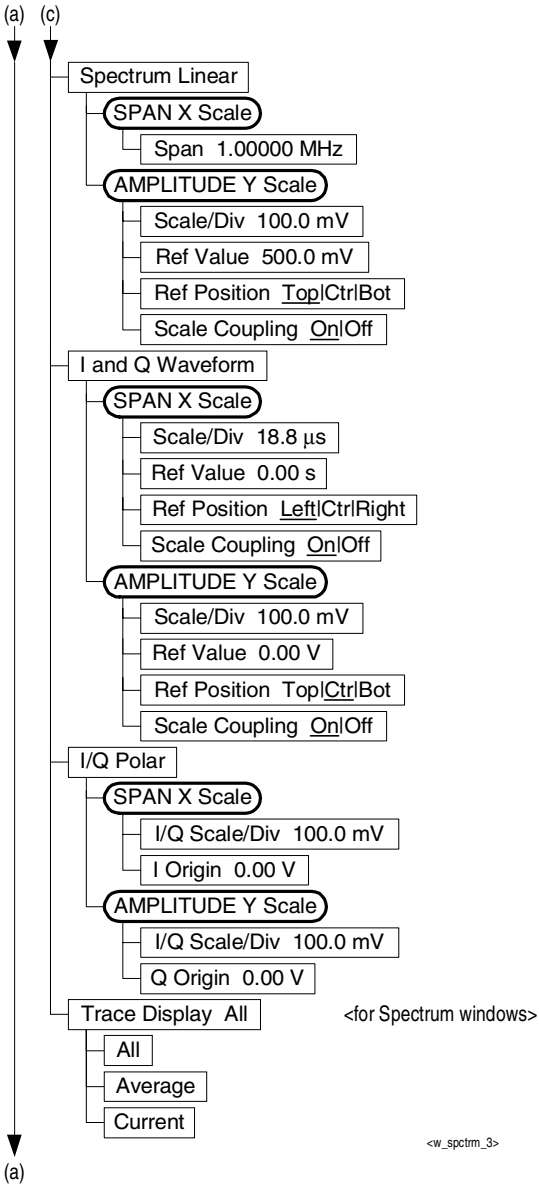 (a) (c)
Spectrum Linear
SPAN X Scale
Span 1.00000 MHz
AMPLITUDE Y Scale
Scale/Div 100.0 mV
Ref Value 500.0 mV
Ref Position Top|Ctr|Bot
Scale Coupling On|Off
I and Q Waveform
SPAN X Scale
Scale/Div 18.8 μs
Ref Value 0.00 s
Ref Position Left|Ctr|Right
Scale Coupling On|Off
AMPLITUDE Y Scale
Scale/Div 100.0 mV
Ref Value 0.00 V
Ref Position Top|Ctr|Bot
Scale Coupling On|Off
I/Q Polar
SPAN X Scale
I/Q Scale/Div 100.0 mV
I Origin 0.00 V
AMPLITUDE Y Scale
I/Q Scale/Div 100.0 mV
Q Origin 0.00 V
Trace Display All <for Spectrum windows>
All
Average
Current
<w_spctrm_3>
(a)